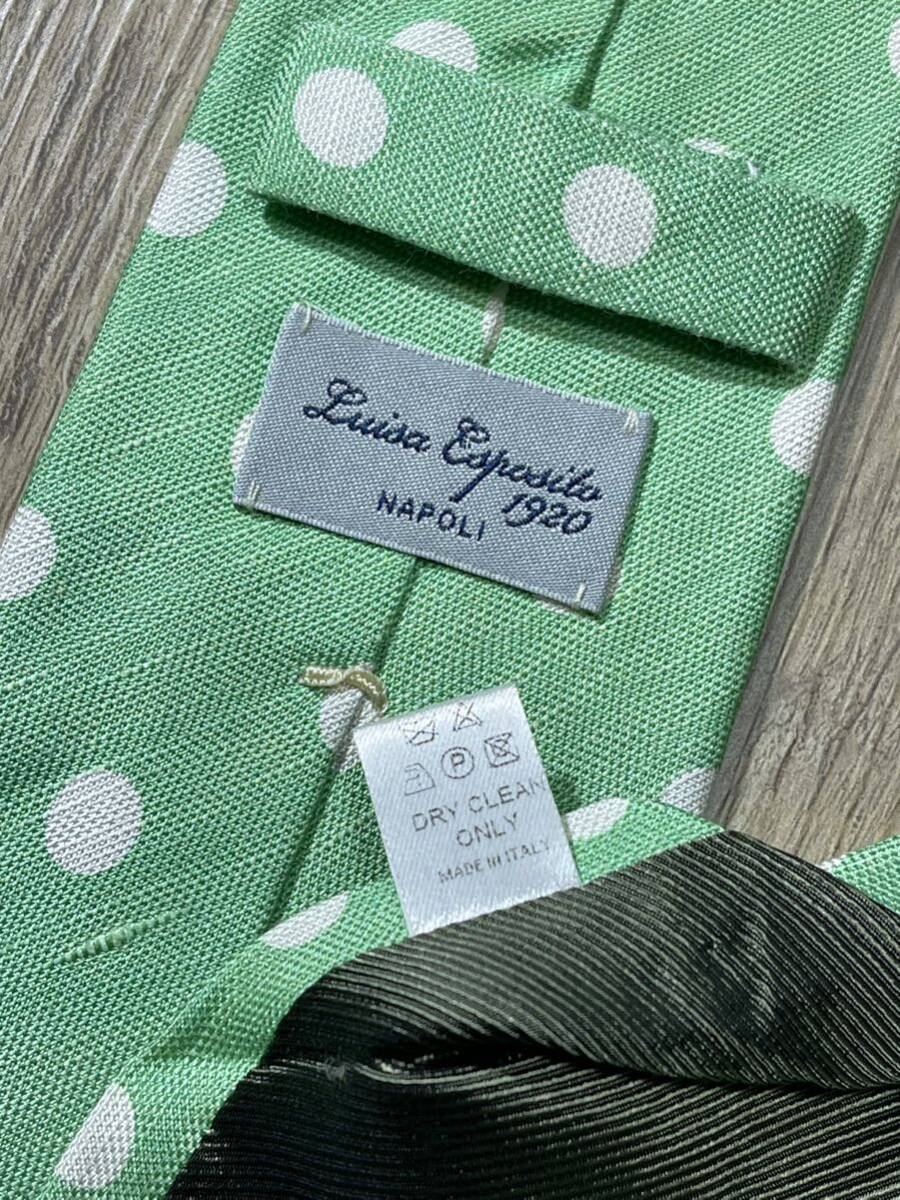 Luisa Esposito
1920
NAPOLI
P
DRY CLEAN
ONLY
MADE IN ITALY